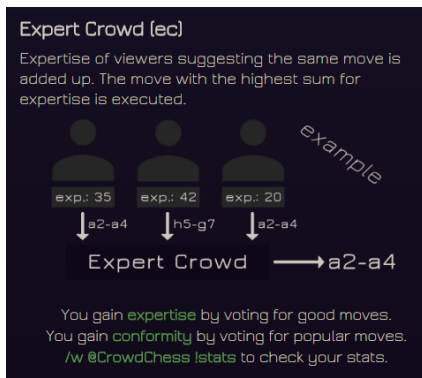 Expert Crowd (ec)
Expertise of viewers suggesting the same move is
added up. The move with the highest sum for
expertise is executed.
example
exp.: 35 exp.: 42 exp.: 20
a2-a4 h5-g7 a2-a4
Expert Crowd a2-a4
You gain expertise by voting for good moves.
You gain conformity by voting for popular moves.
/w @CrowdChess !stats to check your stats.